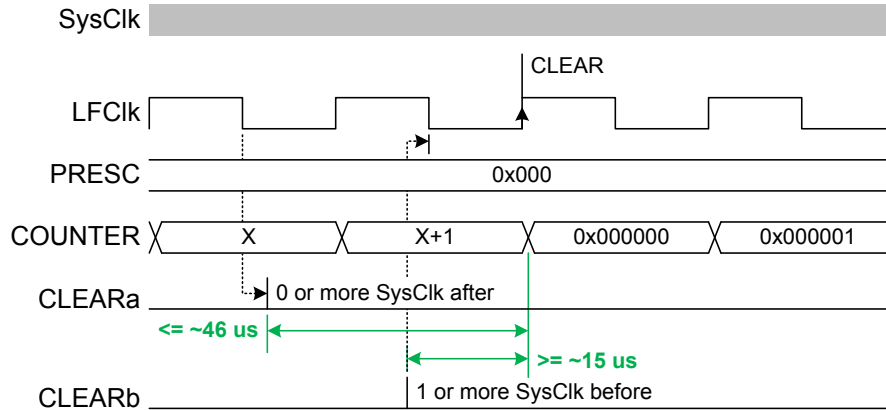 SysClk
CLEAR
LFClk
PRESC
0x000
COUNTER
X
X+1
0x000000
0x000001
CLEARa
0 or more SysClk after
<= ~46 us
>= ~15 us
CLEARb
1 or more SysClk before